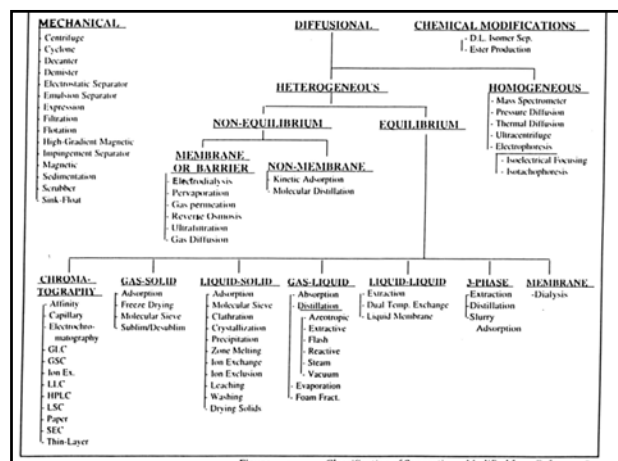 MECHANICAL
Centrifuge
Cyclone
Decanter
Demister
Electrostatic Separator
Emulsion Separator
Expression
Filtration
Flotation
High-Gradient Magnetic
Impingement Separator
Magnetic
Sedimentation
Scrubber
Sink-Float
DIFFUSIONAL
CHEMICAL MODIFICATIONS
D.L. Isomer Sep.
Ester Production
HETEROGENEOUS
HOMOGENEOUS
Mass Spectrometer
Pressure Diffusion
Thermal Diffusion
Ultracentrifuge
Electrophoresis
Isoelectrical Focusing
Isotachophoresis
NON-EQUILIBRIUM
EQUILIBRIUM
MEMBRANE
OR BARRIER
Electrodialysis
Pervaporation
Gas permeation
Reverse Osmosis
Ultrafiltration
Gas Diffusion
NON-MEMBRANE
Kinetic Adsorption
Molecular Distillation
CHROMA-
TOGRAPHY
Affinity
Capillary
Electrochro-
matography
GLC
GSC
Ion Ex.
LLC
HPLC
LSC
Paper
SEC
Thin-Layer
GAS-SOLID
Adsorption
Freeze Drying
Molecular Sieve
Sublim/Desublim
LIQUID-SOLID
Adsorption
Molecular Sieve
Clathration
Crystallization
Precipitation
Zone Melting
Ion Exchange
Ion Exclusion
Leaching
Washing
Drying Solids
GAS-LIQUID
Absorption
Distillation
Azeotropic
Extractive
Flash
Reactive
Steam
Vacuum
Evaporation
Foam Fract.
LIQUID-LIQUID
Extraction
Dual Temp. Exchange
Liquid Membrane
3-PHASE
Extraction
Distillation
Slurry
Adsorption
MEMBRANE
-Dialysis